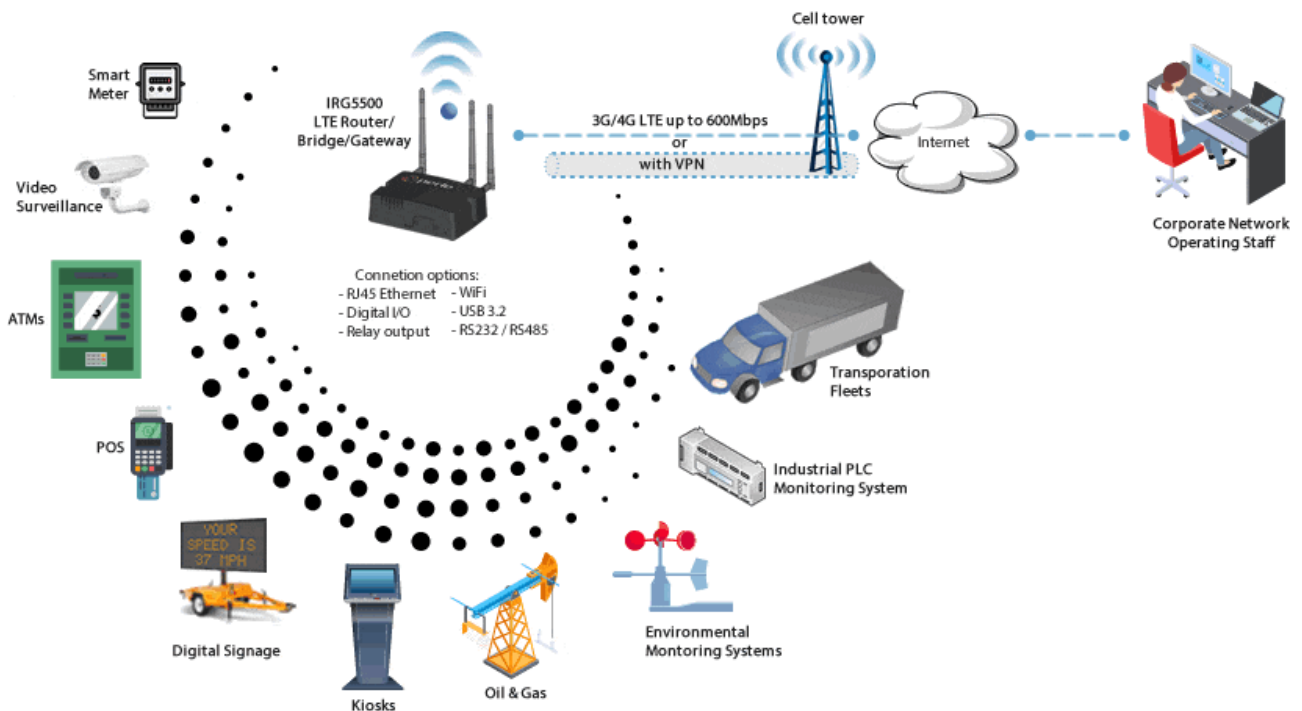 Cell tower
Smart
Meter
IRG5500
LTE Router/
Bridge/Gateway
3G/4G LTE up to 600Mbps
or
with VPN
Internet
Video
Surveillance
perle
Corporate Network
Operating Staff
Connetion options:
- RJ45 Ethernet - WiFi
- Digital I/O - USB 3.2
- Relay output - RS232 / RS485
ATMs
Transporation
Fleets
POS
Industrial PLC
Monitoring System
YOUR
SPEED IS
37 MPH
Digital Signage
Environmental
Montoring Systems
Oil & Gas
Kiosks